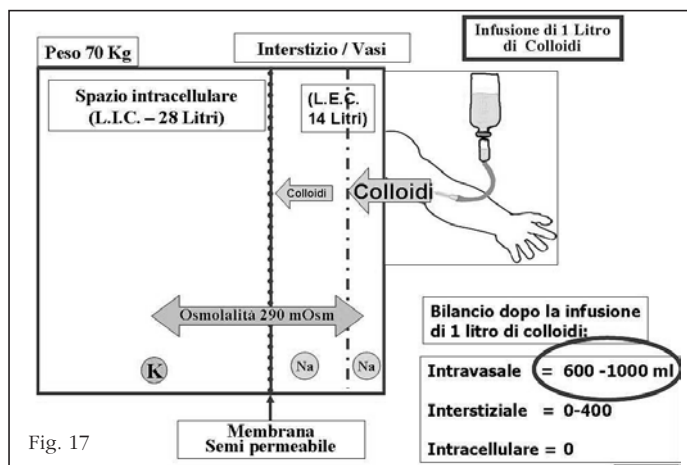 Infusione di 1 Litro
di Colloidi
Peso 70 Kg
Interstizio / Vasi
Spazio intracellulare
(L.I.C. – 28 Litri)
(L.E.C.
14 Litri)
Colloidi
Colloidi
Osmolalità 290 mOsm
K
Na
Na
Bilancio dopo la infusione
di 1 litro di colloidi:
Intravasale = 600 -1000 ml
Interstiziale = 0-400
Intracellulare = 0
Membrana
Semi permeabile
Fig. 17